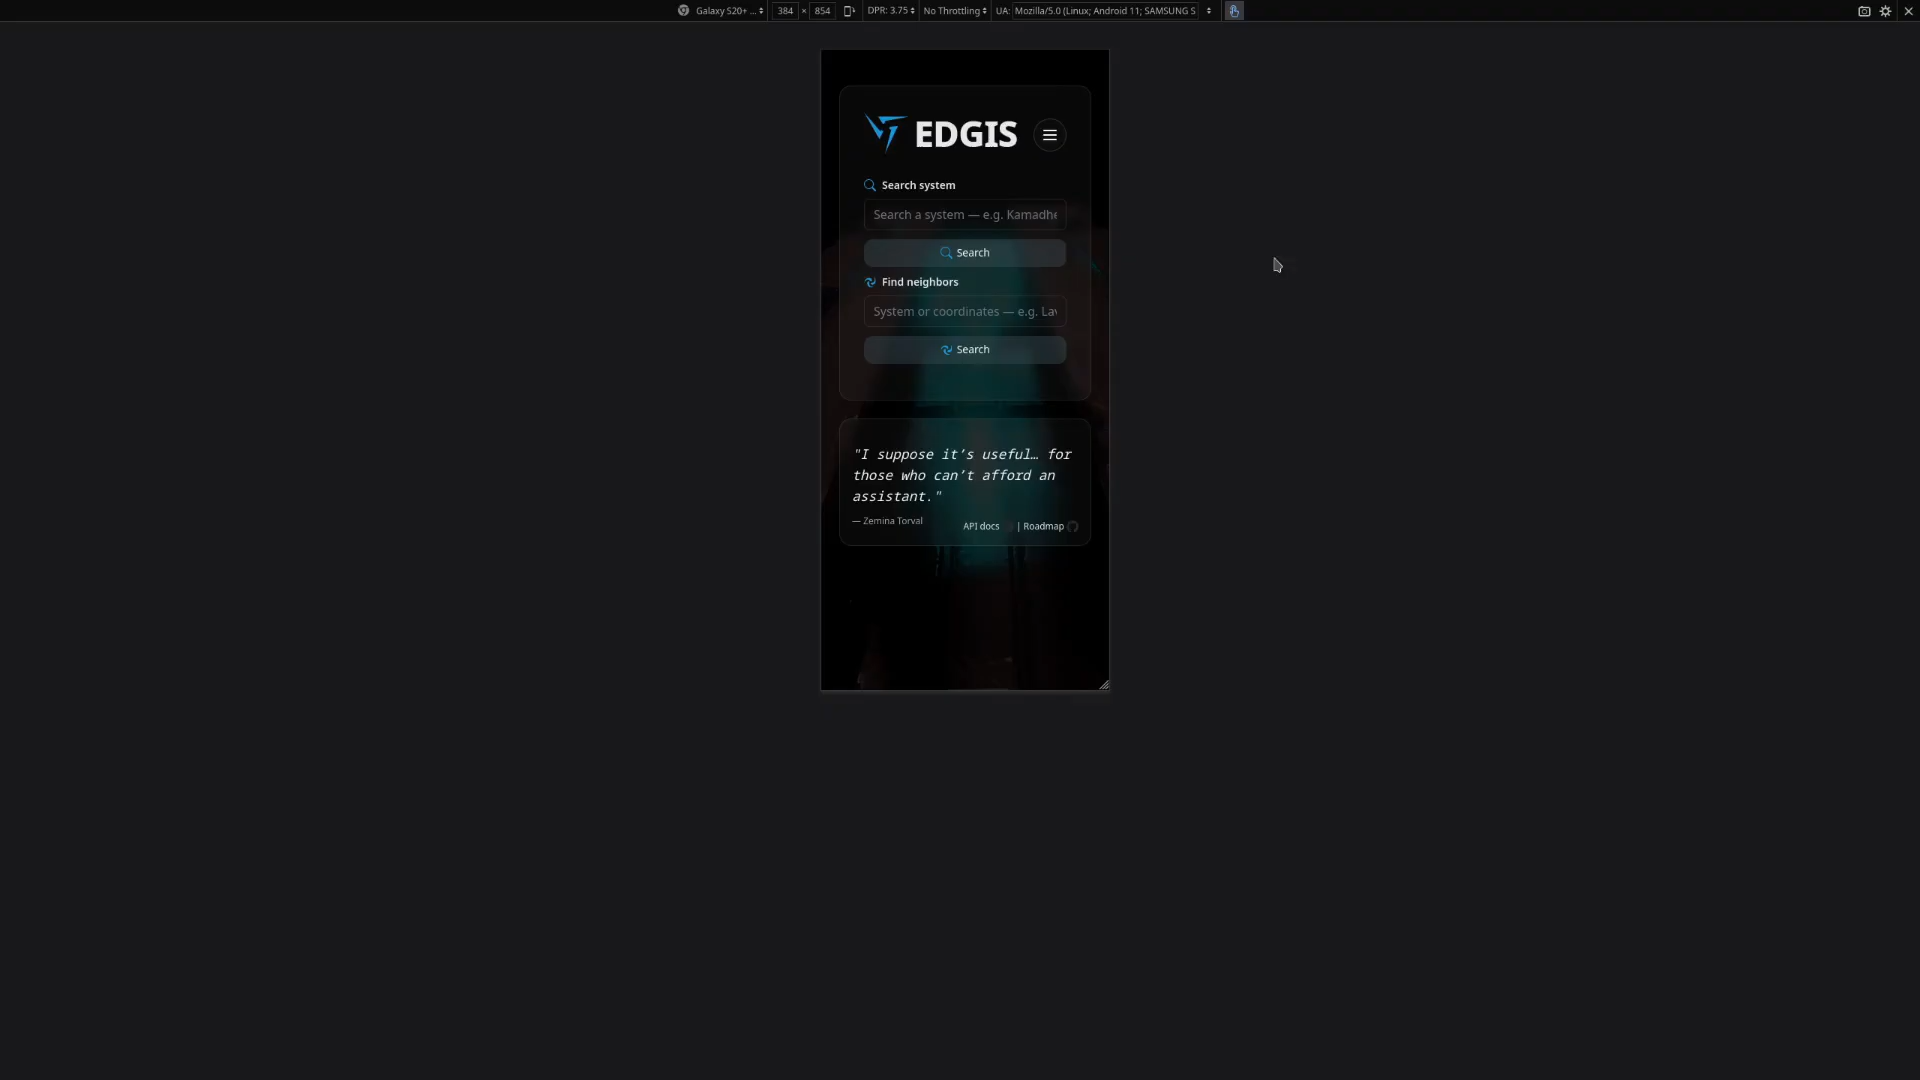 Galaxy S20+ ... 384 × 854 DPR: 3.75 No Throttling UA: Mozilla/5.0 (Linux; Android 11; SAMSUNG S
EDGIS
Search system
Search a system — e.g. Kamadhe
Search
Find neighbors
System or coordinates — e.g. Lav
Search
"I suppose it’s useful… for
those who can’t afford an
assistant."
— Zemina Torval
API docs | Roadmap